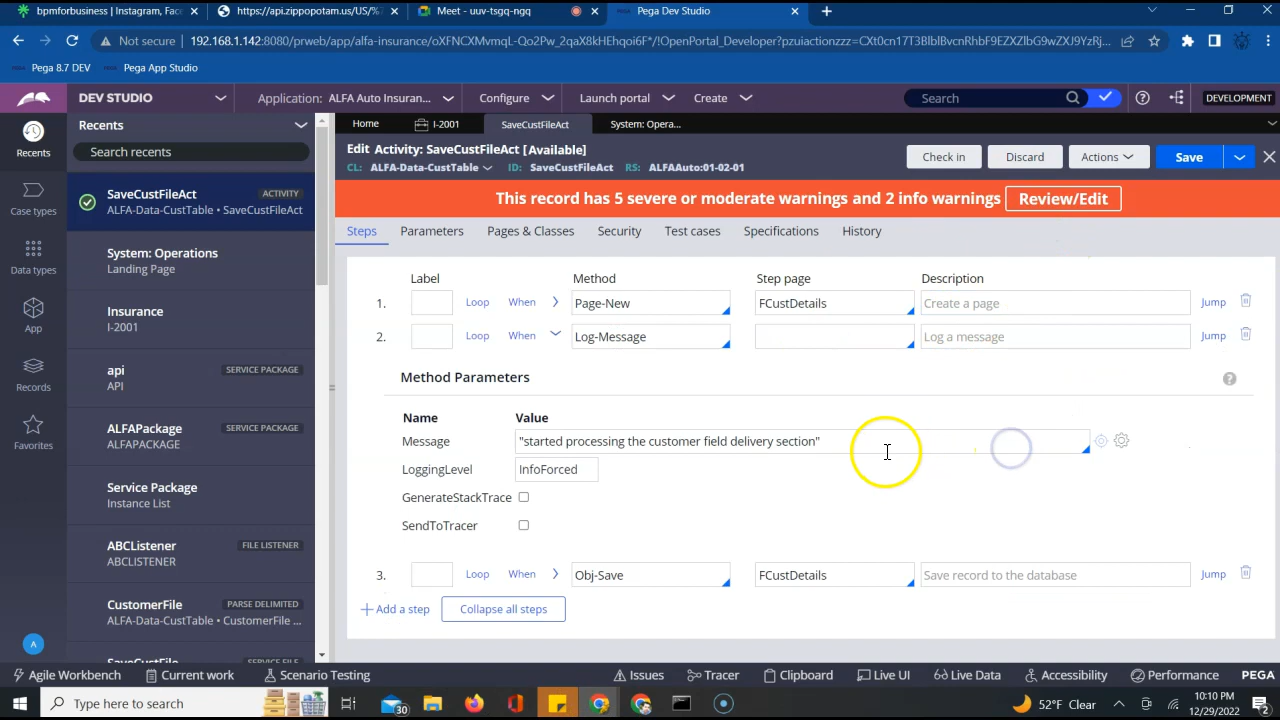 bpmforbusiness | Instagram, Fac
https://api.zippopotam.us/US/%7
Meet - uuv-tsgq-ngq
Pega Dev Studio
Not secure 192.168.1.142:8080/prweb/app/alfa-insurance/oXFNCXMvmqL-Qo2Pw_2qaX8kHEhqoi6F*/!OpenPortal_Developer?pzuiactionzzz=CXt0cn17T3BlblBvcnRhbF9EZXZlbG9wZXJ9YzRj...
Pega 8.7 DEV Pega App Studio
DEV STUDIO Application: ALFA Auto Insuran... Configure Launch portal Create Search DEVELOPMENT
Recents
Search recents
Recents
Case types
Data types
App
Records
Favorites
A
SaveCustFileAct ACTIVITY
ALFA-Data-CustTable • SaveCustFileAct
System: Operations
Landing Page
Insurance
I-2001
api SERVICE PACKAGE
API
ALFAPackage SERVICE PACKAGE
ALFAPACKAGE
Service Package
Instance List
ABCListener FILE LISTENER
ABCLISTENER
CustomerFile PARSE DELIMITED
ALFA-Data-CustTable • CustomerFile ...
SaveCustFile SERVICE FILE
Home I-2001 SaveCustFileAct System: Opera...
Edit Activity: SaveCustFileAct [Available]
CL: ALFA-Data-CustTable ID: SaveCustFileAct RS: ALFAAuto:01-02-01
Check in Discard Actions Save
This record has 5 severe or moderate warnings and 2 info warnings Review/Edit
Steps Parameters Pages & Classes Security Test cases Specifications History
Label Method Step page Description
1. Loop When Page-New FCustDetails Create a page Jump
2. Loop When Log-Message Log a message Jump
Method Parameters
Name Value
Message "started processing the customer field delivery section"
LoggingLevel InfoForced
GenerateStackTrace
SendToTracer
3. Loop When Obj-Save FCustDetails Save record to the database Jump
Add a step Collapse all steps
Agile Workbench Current work Scenario Testing Issues Tracer Clipboard Live UI Live Data Accessibility Performance PEGA
Type here to search
30
52°F Clear
10:10 PM
12/29/2022
2